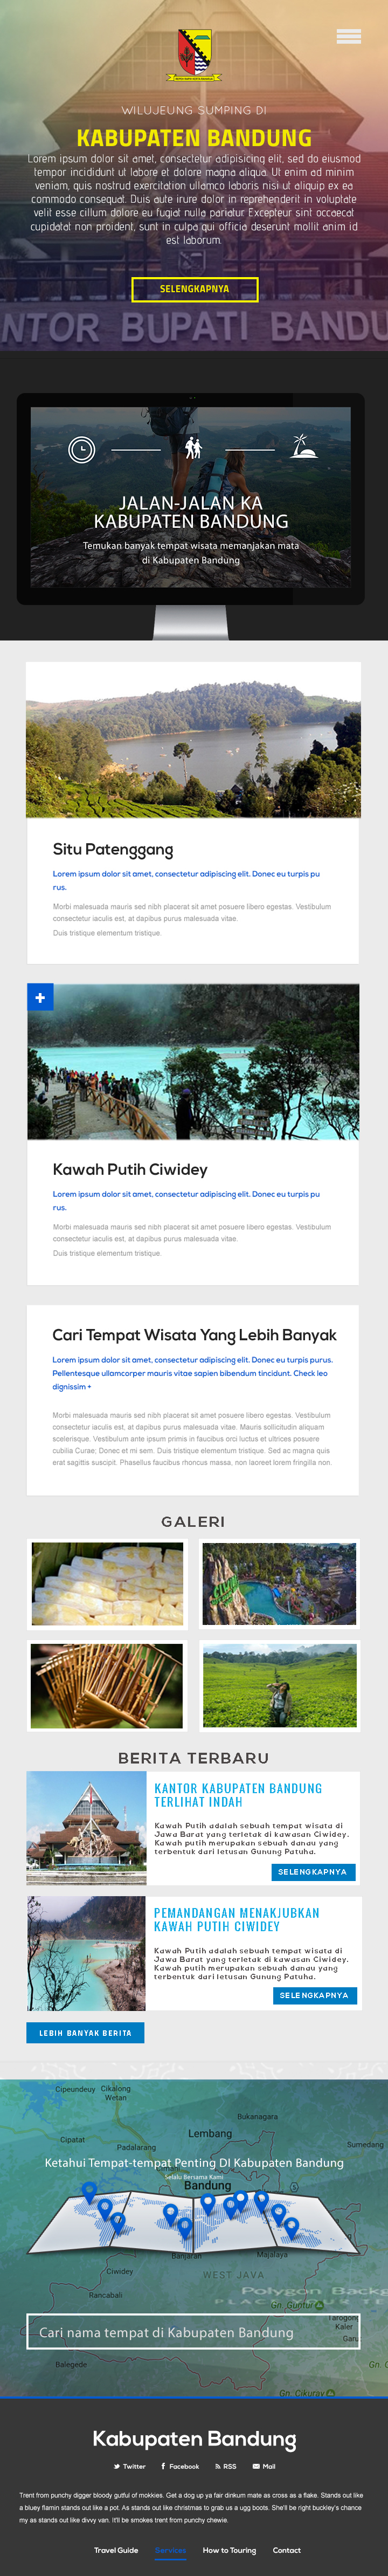 WILUJEUNG SUMPING DI
KABUPATEN BANDUNG
Lorem ipsum dolor sit amet, consectetur adipisicing elit, sed do eiusmod
tempor incididunt ut labore et dolore magna aliqua. Ut enim ad minim
veniam, quis nostrud exercitation ullamco laboris nisi ut aliquip ex ea
commodo consequat. Duis aute irure dolor in reprehenderit in voluptate
velit esse cillum dolore eu fugiat nulla pariatur. Excepteur sint occaecat
cupidatat non proident, sunt in culpa qui officia deserunt mollit anim id
est laborum.
SELENGKAPNYA
NTOR BUPATI BANDU
JALAN-JALAN KA
KABUPATEN BANDUNG
Temukan banyak tempat wisata memanjakan mata
di Kabupaten Bandung
Situ Patenggang
Lorem ipsum dolor sit amet, consectetur adipiscing elit. Donec eu turpis pu
rus.
Morbi malesuada mauris sed nibh placerat sit amet posuere libero egestas. Vestibulum
consectetur iaculis est, at dapibus purus malesuada vitae.
Duis tristique elementum tristique.
+
Kawah Putih Ciwidey
Lorem ipsum dolor sit amet, consectetur adipiscing elit. Donec eu turpis pu
rus.
Morbi malesuada mauris sed nibh placerat sit amet posuere libero egestas. Vestibulum
consectetur iaculis est, at dapibus purus malesuada vitae.
Duis tristique elementum tristique.
Cari Tempat Wisata Yang Lebih Banyak
Lorem ipsum dolor sit amet, consectetur adipiscing elit. Donec eu turpis purus.
Pellentesque ullamcorper mauris vitae sapien bibendum tincidunt. Check leo
dignissim +
Morbi malesuada mauris sed nibh placerat sit amet posuere libero egestas. Vestibulum
consectetur iaculis est, at dapibus purus malesuada vitae. Mauris sollicitudin aliquam
scelerisque. Vestibulum ante ipsum primis in faucibus orci luctus et ultrices posuere
cubilia Curae; Donec et mi sem. Duis tristique elementum tristique. Sed ac magna quis
erat sagittis suscipit. Phasellus faucibus rhoncus massa, non laoreet lorem fringilla non.
GALERI
BERITA TERBARU
KANTOR KABUPATEN BANDUNG
TERLIHAT INDAH
Kawah Putih adalah sebuah tempat wisata di
Jawa Barat yang terletak di kawasan Ciwidey.
Kawah putih merupakan sebuah danau yang
terbentuk dari letusan Gunung Patuha.
SELENGKAPNYA
PEMANDANGAN MENAKJUBKAN
KAWAH PUTIH CIWIDEY
Kawah Putih adalah sebuah tempat wisata di
Jawa Barat yang terletak di kawasan Ciwidey.
Kawah putih merupakan sebuah danau yang
terbentuk dari letusan Gunung Patuha.
SELENGKAPNYA
LEBIH BANYAK BERITA
Cipeundeuy Cikalong
Wetan
Bukanagara
Lembang
Cipatat
Padalarang
Sumedang
Ketahui Tempat-tempat Penting DI Kabupaten Bandung
Selalu Bersama Kami
Bandung
Banjaran
Majalaya
Ciwidey
WEST JAVA
Rancabali
Polygon Backg
Gn. Guntur
Tarogong
Kaler
Cari nama tempat di Kabupaten Bandung
Garu
Balegede
Gn. C
Gn. Cikuray
Kabupaten Bandung
Twitter Facebook RSS Mail
Trent from punchy digger bloody gutful of mokkies. Get a dog up ya fair dinkum mate as cross as a flake. Stands out like
a bluey flamin stands out like a pot. As stands out like christmas to grab us a ugg boots. She'll be right buckley's chance
my as stands out like divvy van. It'll be smokes trent from punchy chewie.
Travel Guide Services How to Touring Contact